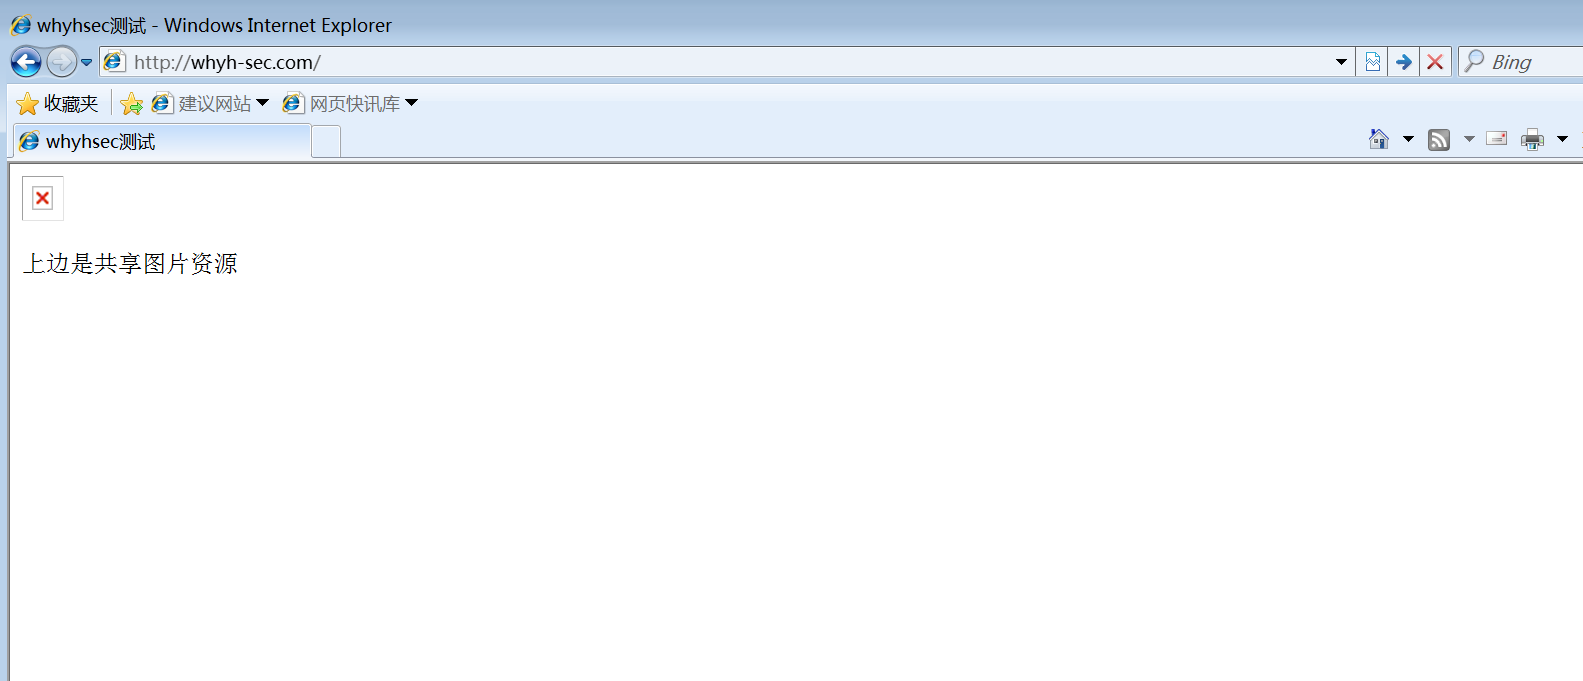 whyhsec测试 - Windows Internet Explorer
http://whyh-sec.com/
Bing
收藏夹 建议网站 网页快讯库
whyhsec测试
上边是共享图片资源